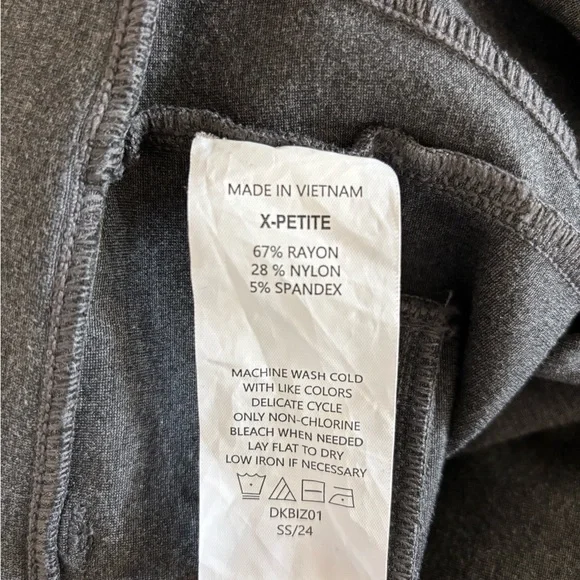 MADE IN VIETNAM
X-PETITE
67% RAYON
28 % NYLON
5% SPANDEX
MACHINE WASH COLD
WITH LIKE COLORS
DELICATE CYCLE
ONLY NON-CHLORINE
BLEACH WHEN NEEDED
LAY FLAT TO DRY
LOW IRON IF NECESSARY
DKBIZ01
SS/24